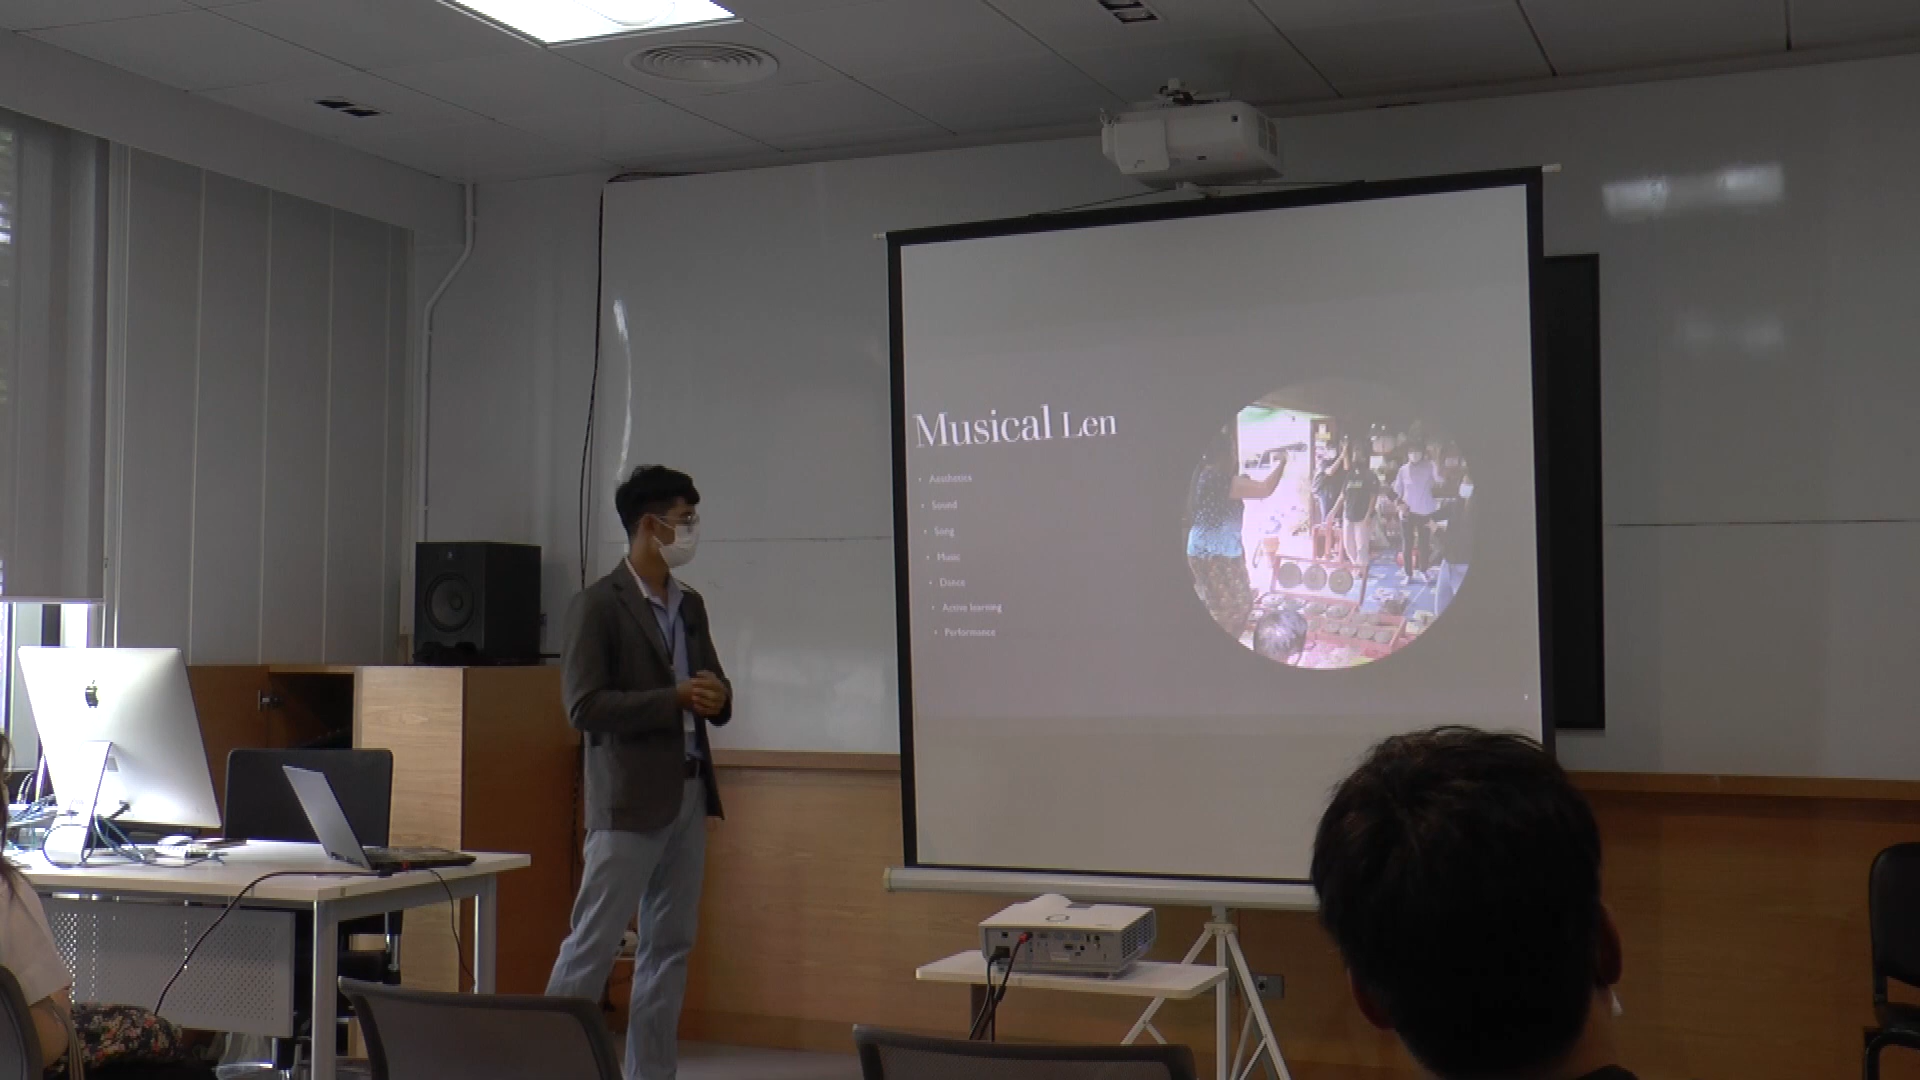 Musical Len
• Aesthetics
• Sound
• Song
• Music
• Dance
• Active learning
• Performance